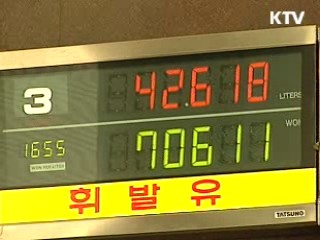 KTV
3
42.618
LITERS
WON
1655
70611
휘발유
TATSUNO